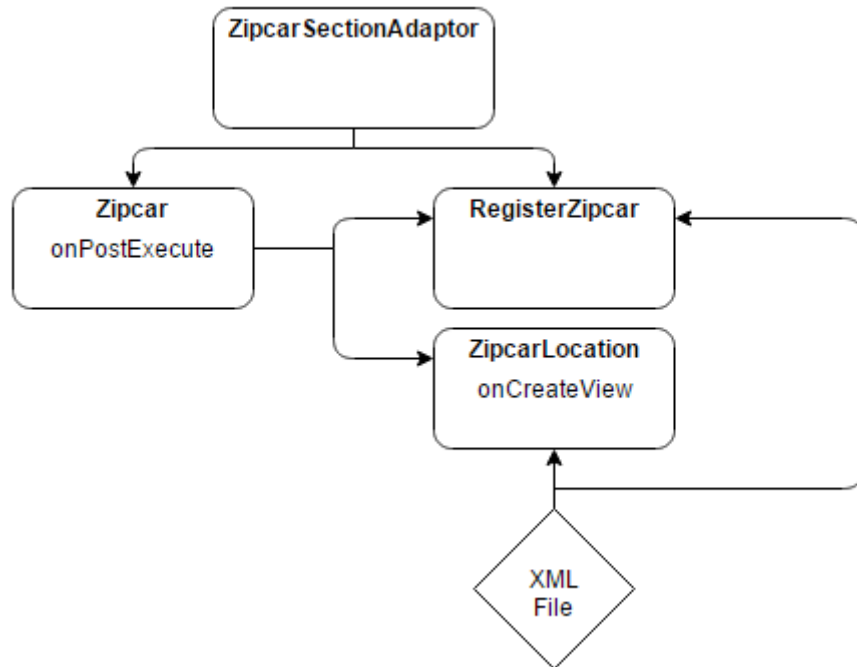 ZipcarSectionAdaptor
Zipcar
onPostExecute
RegisterZipcar
ZipcarLocation
onCreateView
XML
File